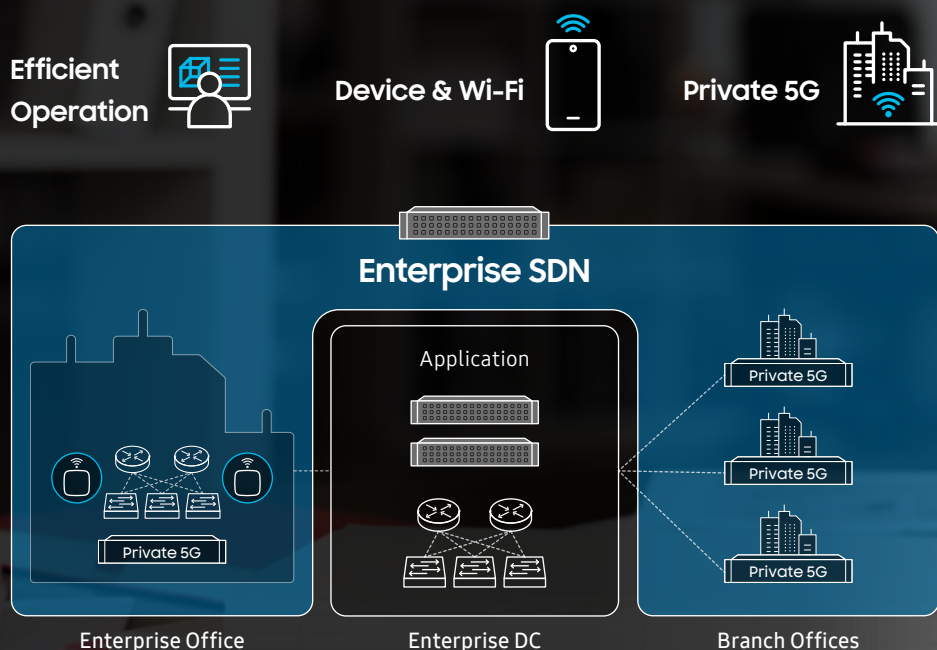 Efficient
Operation
Device & Wi-Fi
Private 5G
Enterprise SDN
Application
Private 5G
Private 5G
Private 5G
Private 5G
Enterprise Office
Enterprise DC
Branch Offices